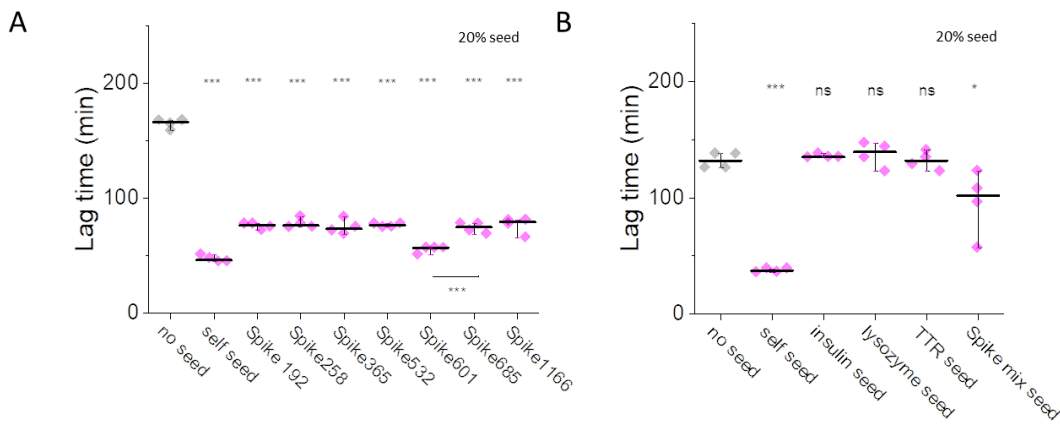 A
20% seed
Lag time (min)
200
100
0
*** *** *** *** *** *** *** ***
***
no seed
self seed
Spike 192
Spike258
Spike365
Spike532
Spike601
Spike685
Spike1166
B
20% seed
Lag time (min)
200
100
0
*** ns ns ns *
no seed
self seed
insulin seed
lysozyme seed
TTR seed
Spike mix seed